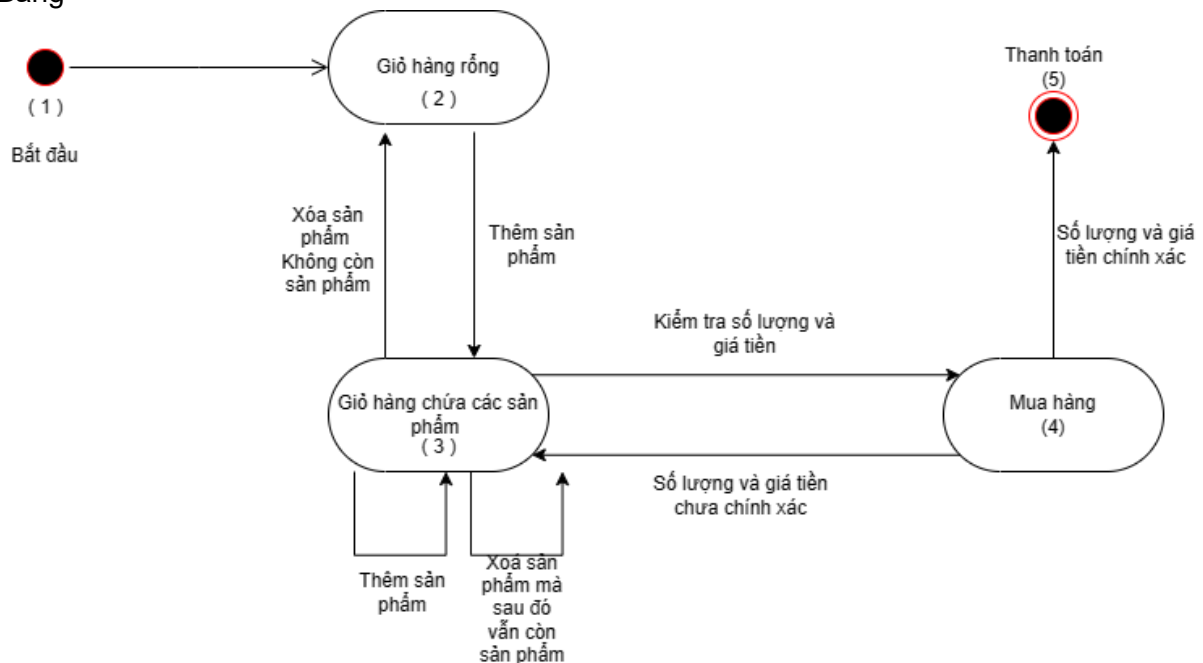 Bảng
Giỏ hàng rỗng
( 2 )
( 1 )
Bắt đầu
Thanh toán
(5)
Xóa sản
phẩm
Không còn
sản phẩm
Thêm sản
phẩm
Số lượng và giá
tiền chính xác
Kiểm tra số lượng và
giá tiền
Giỏ hàng chứa các sản
phẩm
( 3 )
Mua hàng
(4)
Số lượng và giá tiền
chưa chính xác
Thêm sản
phẩm
Xoá sản
phẩm mà
sau đó
vẫn còn
sản phẩm